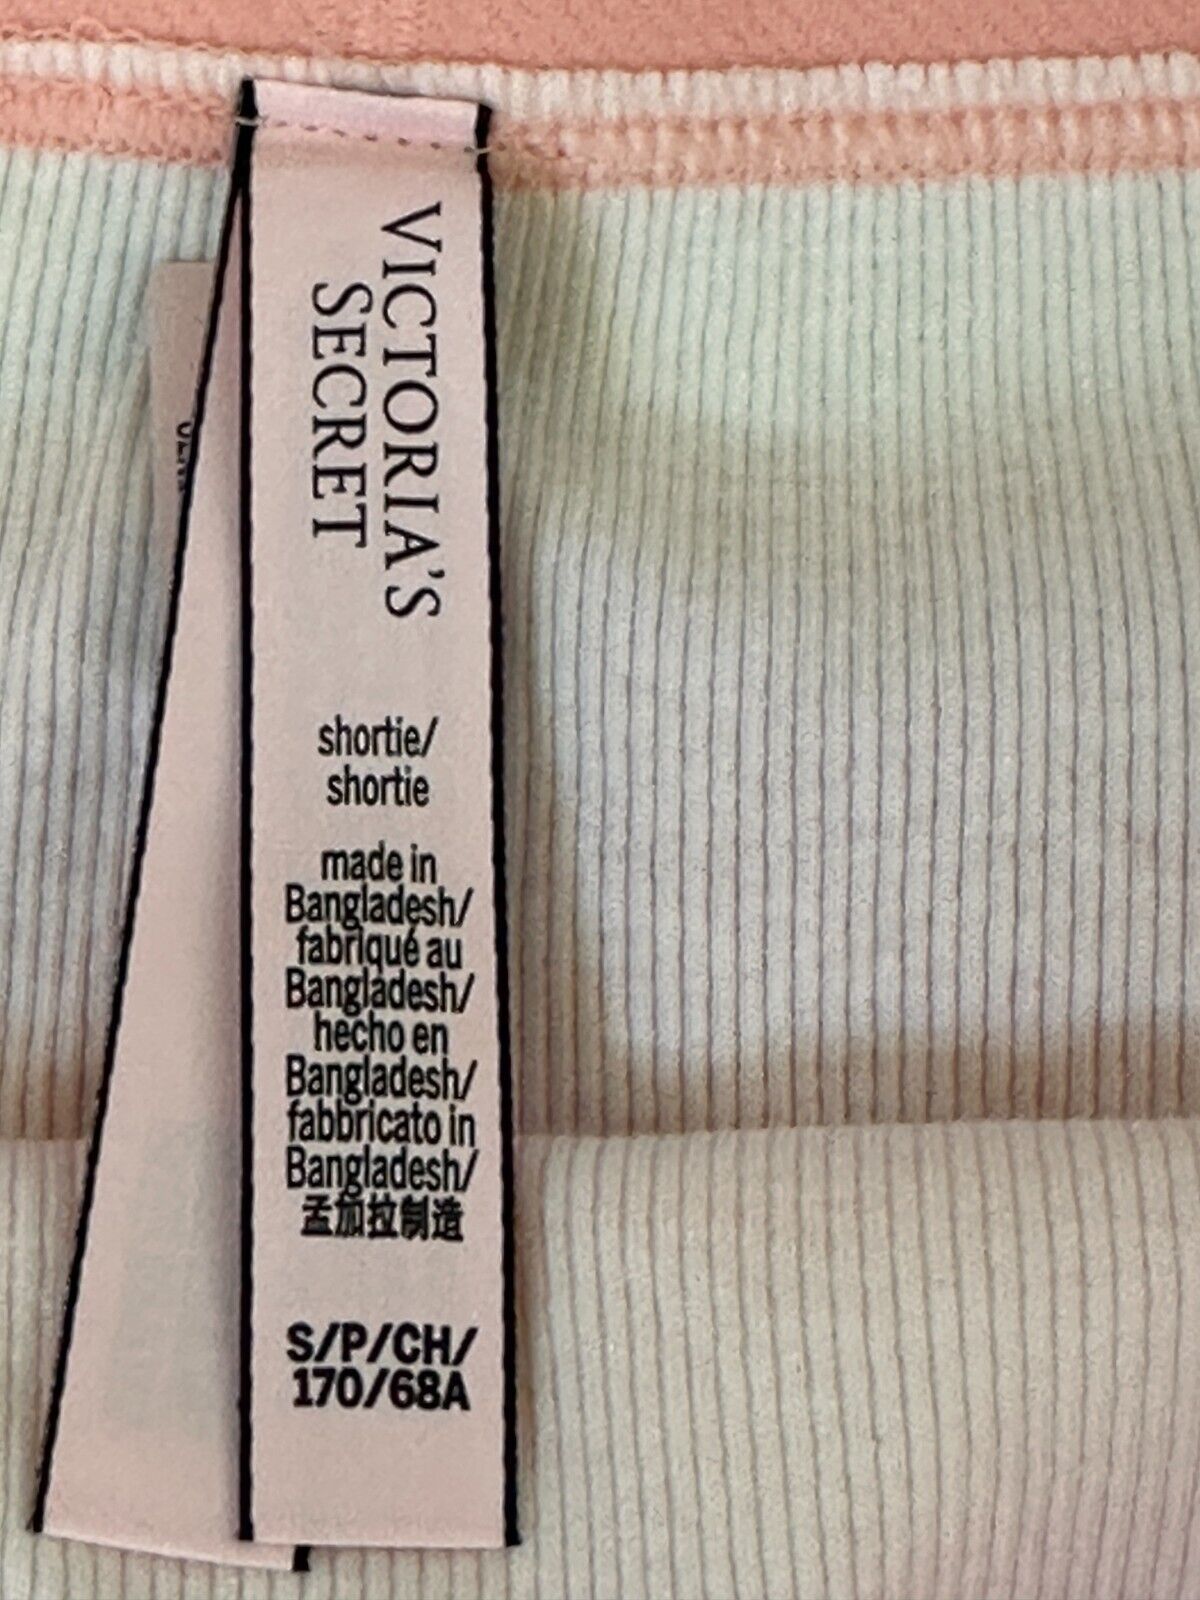 VICTORIA'S
SECRET
shortie/
shortie
made in
Bangladesh/
fabriqué au
Bangladesh/
hecho en
Bangladesh/
fabbricato in
Bangladesh/
孟加拉制造
S/P/CH/
170/68A